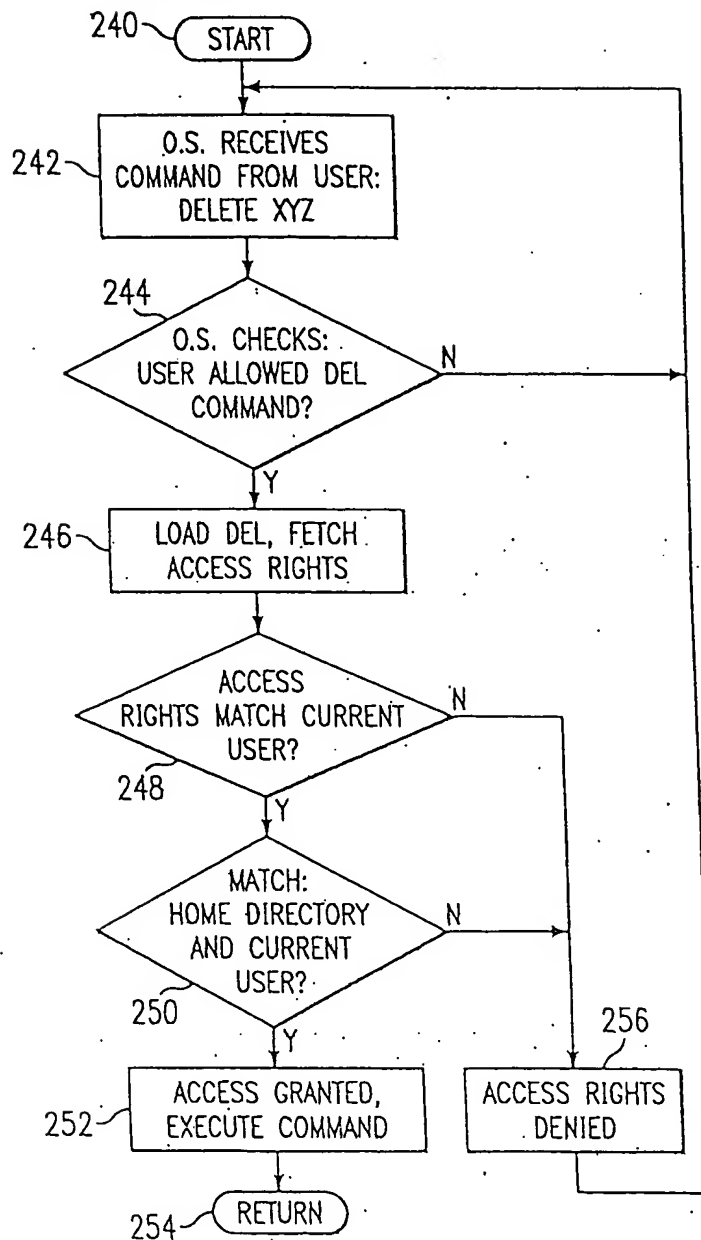 240
START
242
O.S. RECEIVES
COMMAND FROM USER:
DELETE XYZ
244
O.S. CHECKS:
USER ALLOWED DEL
COMMAND?
N
Y
246
LOAD DEL, FETCH
ACCESS RIGHTS
ACCESS
RIGHTS MATCH CURRENT
USER?
N
248
Y
MATCH:
HOME DIRECTORY
AND CURRENT
USER?
N
250
Y
256
252
ACCESS GRANTED,
EXECUTE COMMAND
ACCESS RIGHTS
DENIED
254
RETURN